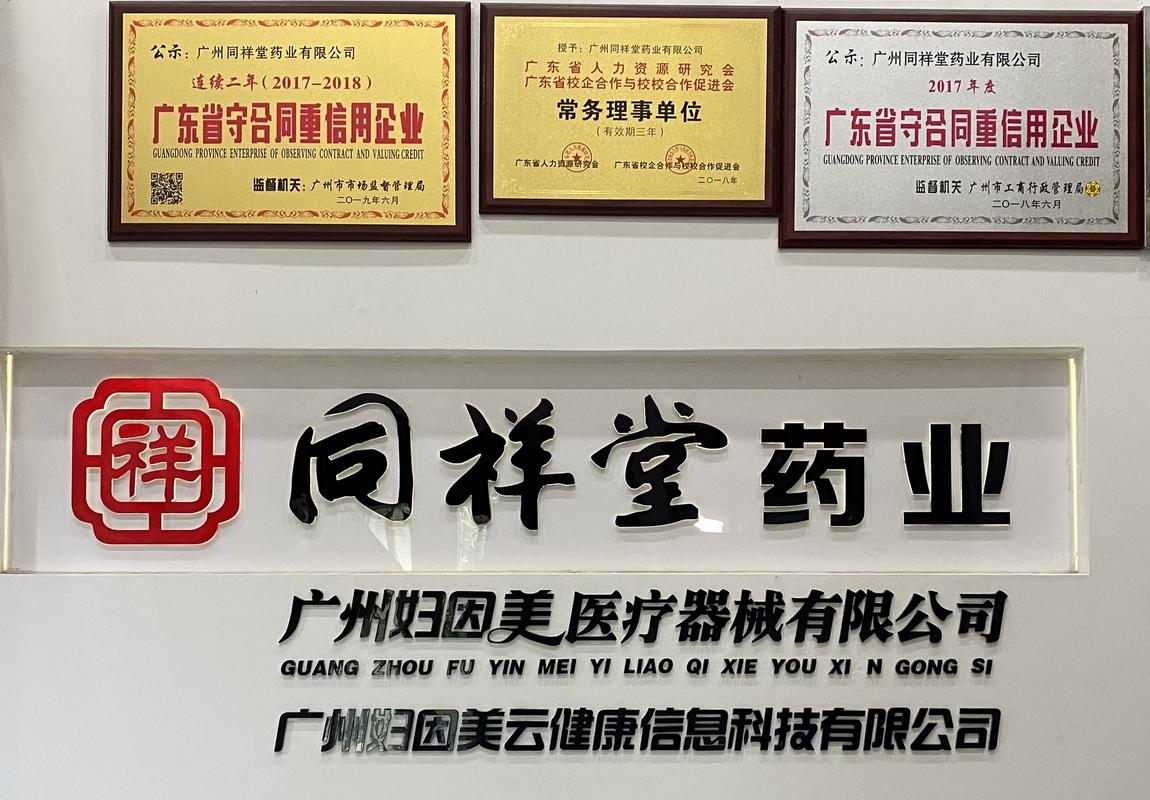 公示：广州同祥堂药业有限公司
连续二年（2017-2018）
广东省守合同重信用企业
GUANGDONG PROVINCE ENTERPRISE OF OBSERVING CONTRACT AND VALUING CREDIT
监督机关：广州市市场监督管理局
二〇一九年六月
授予：广州同祥堂药业有限公司
广东省人力资源研究会
广东省校企合作与校校合作促进会
常务理事单位
（有效期三年）
广东省人力资源研究会 广东省校企合作与校校合作促进会
二〇一八年
公示：广州同祥堂药业有限公司
2017年度
广东省守合同重信用企业
GUANGDONG PROVINCE ENTERPRISE OF OBSERVING CONTRACT AND VALUING CREDIT
监督机关 广州市工商行政管理局
二〇一八年六月
祥 同祥堂药业
广州妇因美医疗器械有限公司
GUANG ZHOU FU YIN MEI YI LIAO QI XIE YOU XI N GONG SI
广州妇因美云健康信息科技有限公司